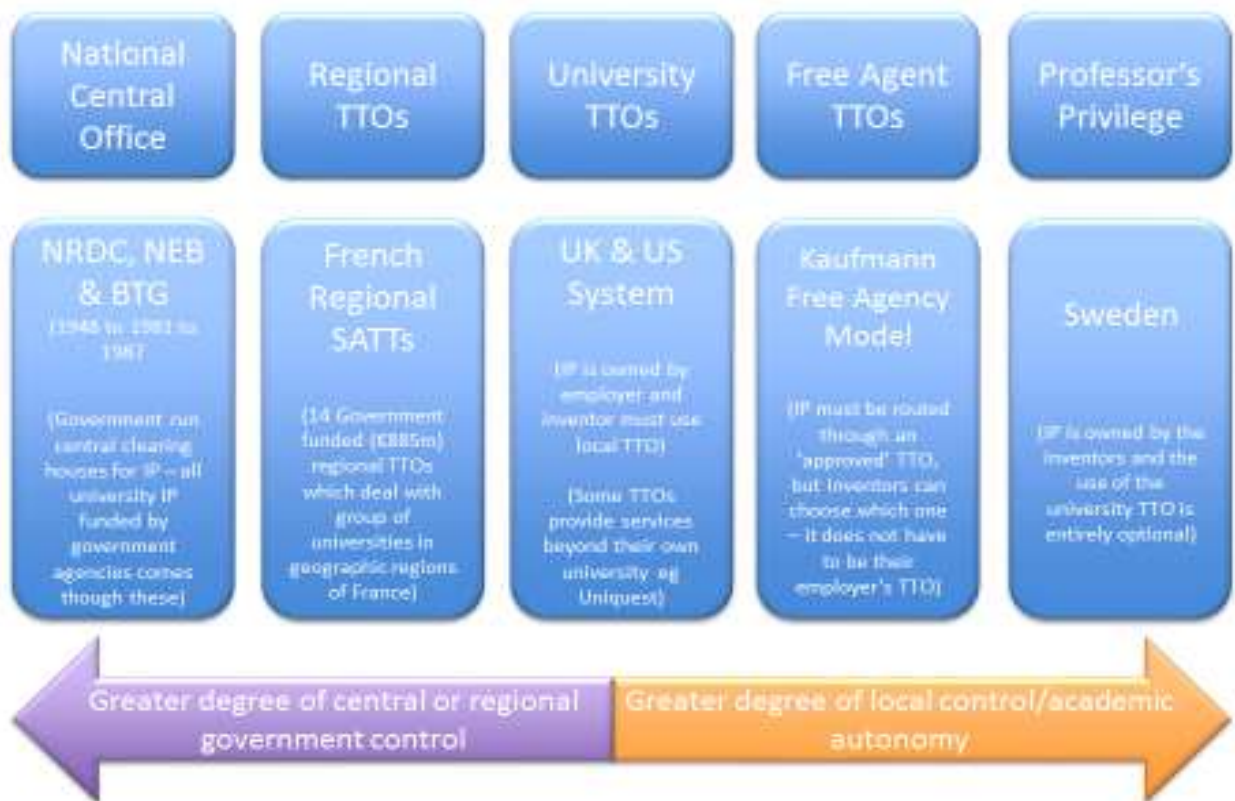 National
Central
Office
Regional
TTOs
University
TTOs
Free Agent
TTOs
Professor's
Privilege
NRDC, NEB
& BTG
(1948 to 1981 to
1987
(Government run
central clearing
houses for IP – all
university IP
funded by
government
agencies comes
though these)
French
Regional
SATTs
(14 Government
funded (€885m)
regional TTOs
which deal with
group of
universities in
geographic regions
of France)
UK & US
System
(IP is owned by
employer and
inventor must use
local TTO)
(Some TTOs
provide services
beyond their own
university eg
Uniquest)
Kaufmann
Free Agency
Model
(IP must be routed
through an
'approved' TTO,
but inventors can
choose which one
– it does not have
to be their
employer's TTO)
Sweden
(IP is owned by the
inventors and the
use of the
university TTO is
entirely optional)
Greater degree of central or regional
government control
Greater degree of local control/academic
autonomy